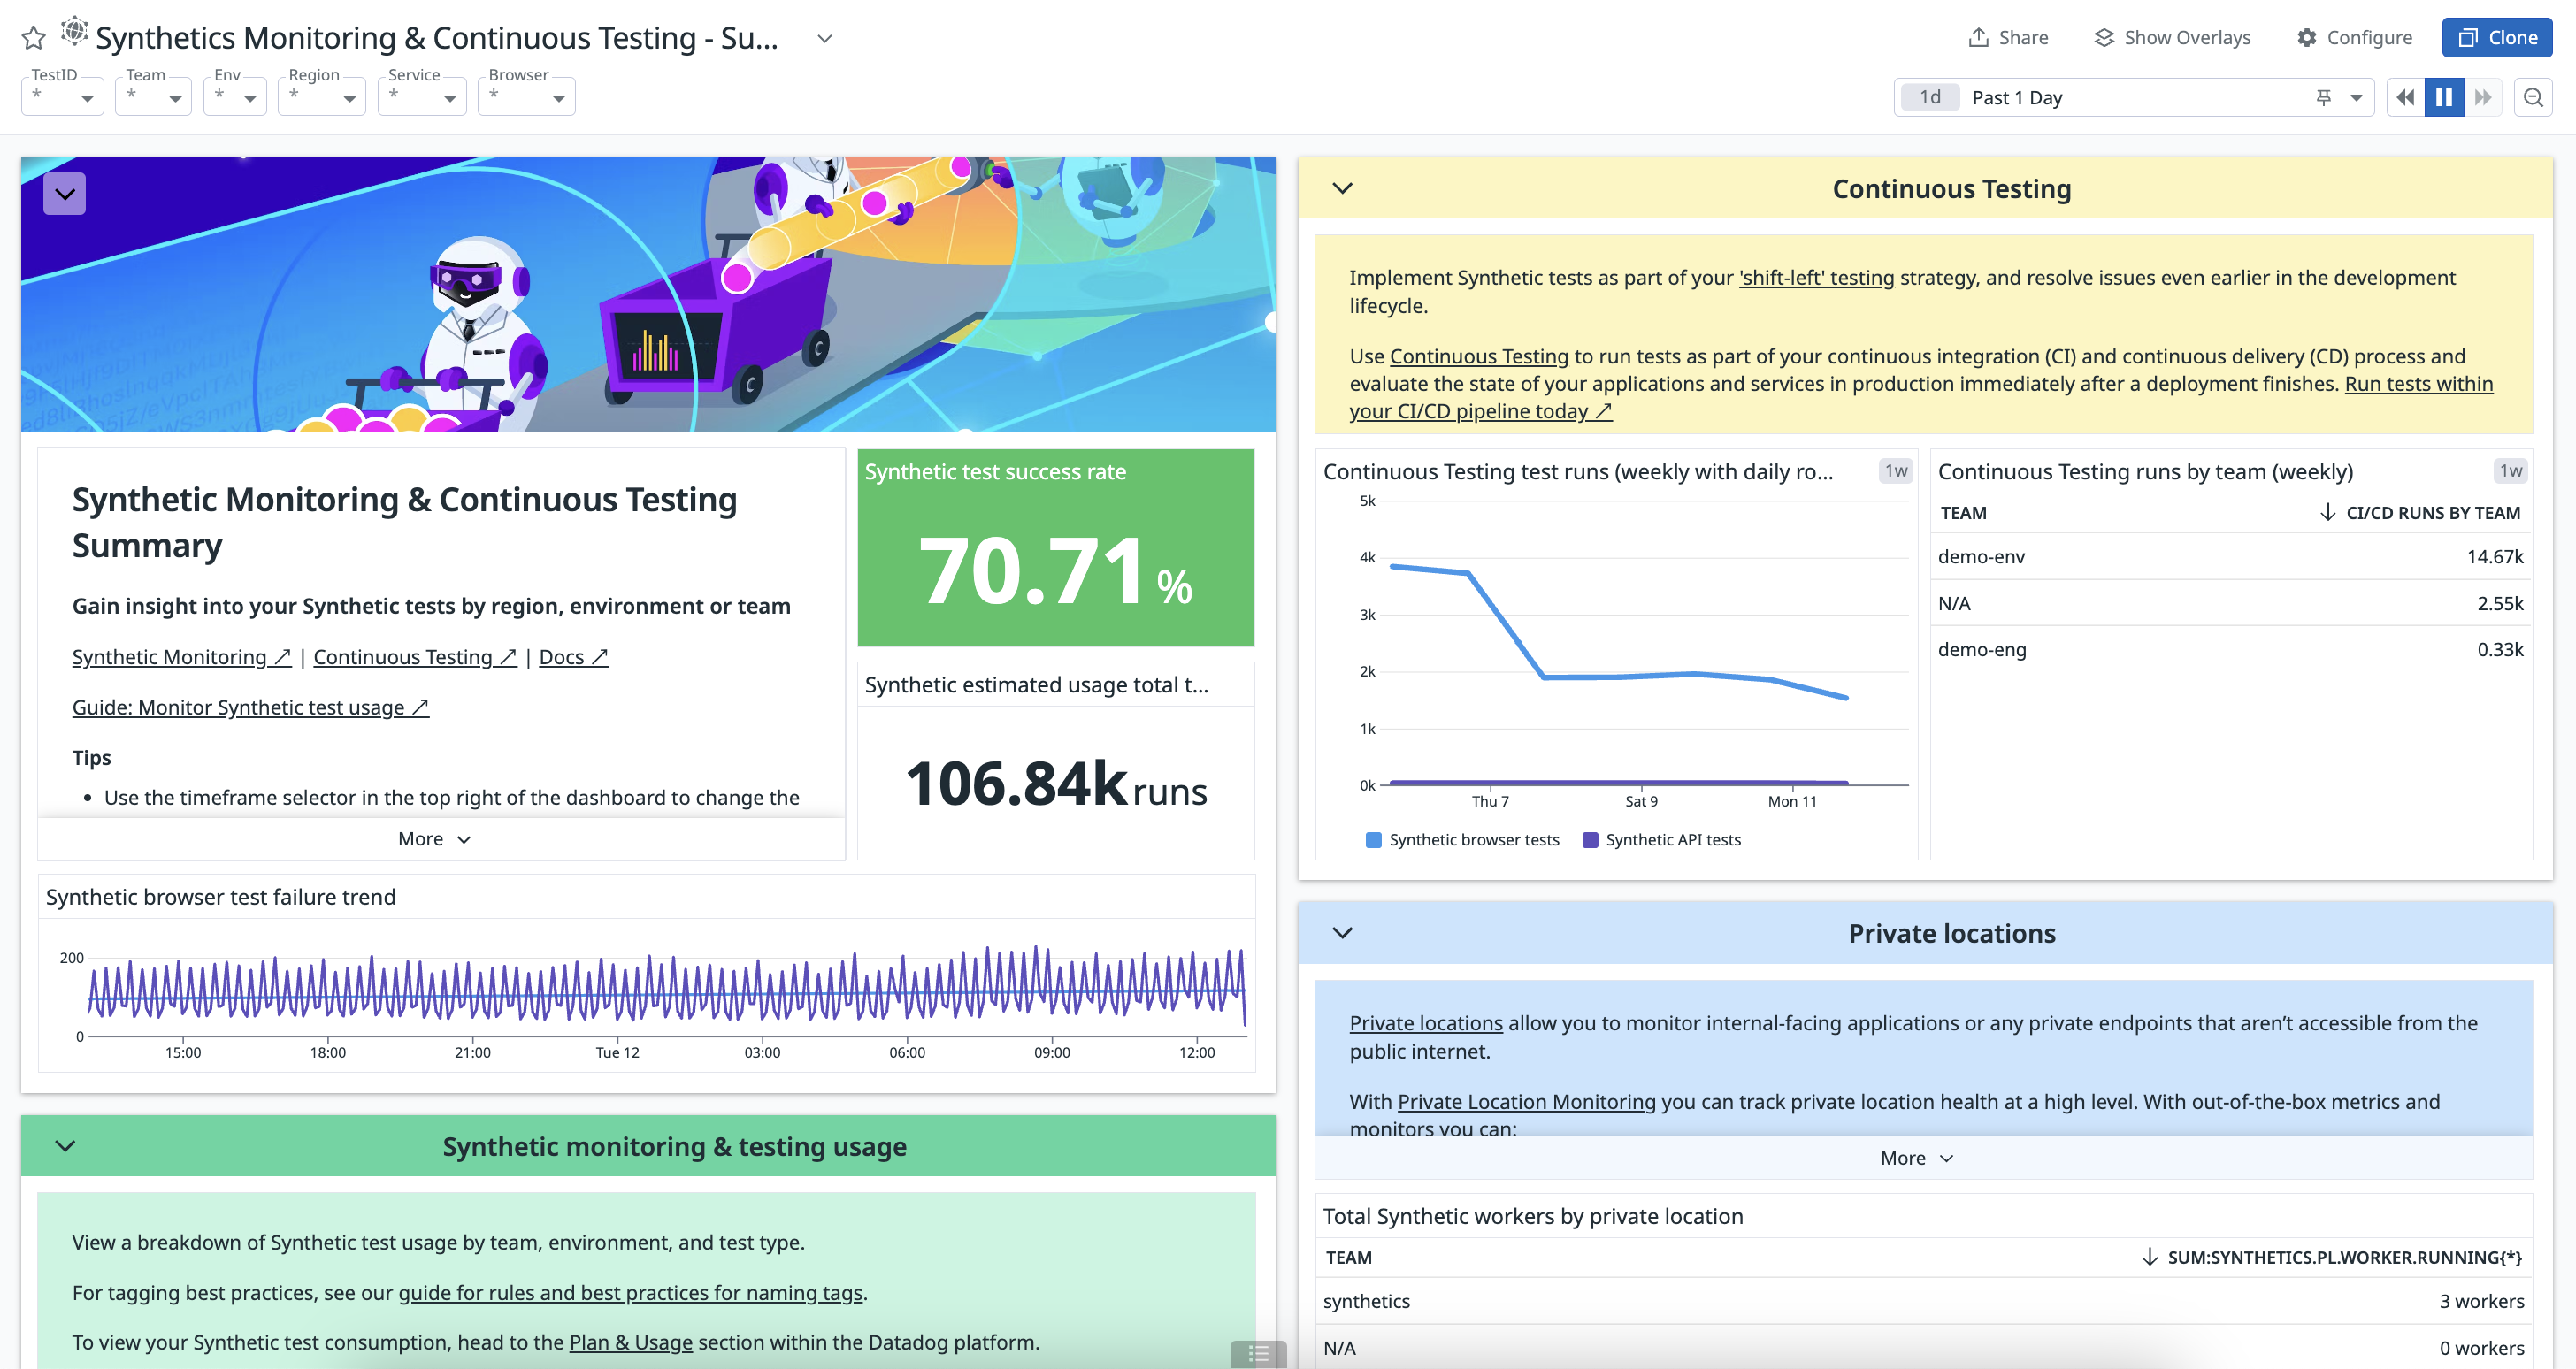 Synthetics Monitoring & Continuous Testing - Su...
Share
Show Overlays
Configure
Clone
TestID
*
Team
*
Env
*
Region
*
Service
*
Browser
*
1d
Past 1 Day
Synthetic Monitoring & Continuous Testing
Summary
Gain insight into your Synthetic tests by region, environment or team
Synthetic Monitoring ↗ | Continuous Testing ↗ | Docs ↗
Guide: Monitor Synthetic test usage ↗
Tips
• Use the timeframe selector in the top right of the dashboard to change the
More
Synthetic test success rate
70.71 %
Synthetic estimated usage total t...
106.84k runs
Synthetic browser test failure trend
200
0
15:00
18:00
21:00
Tue 12
03:00
06:00
09:00
12:00
Synthetic monitoring & testing usage
View a breakdown of Synthetic test usage by team, environment, and test type.
For tagging best practices, see our guide for rules and best practices for naming tags.
To view your Synthetic test consumption, head to the Plan & Usage section within the Datadog platform.
Continuous Testing
Implement Synthetic tests as part of your 'shift-left' testing strategy, and resolve issues even earlier in the development
lifecycle.
Use Continuous Testing to run tests as part of your continuous integration (CI) and continuous delivery (CD) process and
evaluate the state of your applications and services in production immediately after a deployment finishes. Run tests within
your CI/CD pipeline today ↗
Continuous Testing test runs (weekly with daily ro...
1w
5k
4k
3k
2k
1k
0k
Thu 7
Sat 9
Mon 11
Synthetic browser tests
Synthetic API tests
Continuous Testing runs by team (weekly)
1w
TEAM
↓ CI/CD RUNS BY TEAM
demo-env
14.67k
N/A
2.55k
demo-eng
0.33k
Private locations
Private locations allow you to monitor internal-facing applications or any private endpoints that aren't accessible from the
public internet.
With Private Location Monitoring you can track private location health at a high level. With out-of-the-box metrics and
monitors you can:
More
Total Synthetic workers by private location
TEAM
↓ SUM:SYNTHETICS.PL.WORKER.RUNNING{*}
synthetics
3 workers
N/A
0 workers